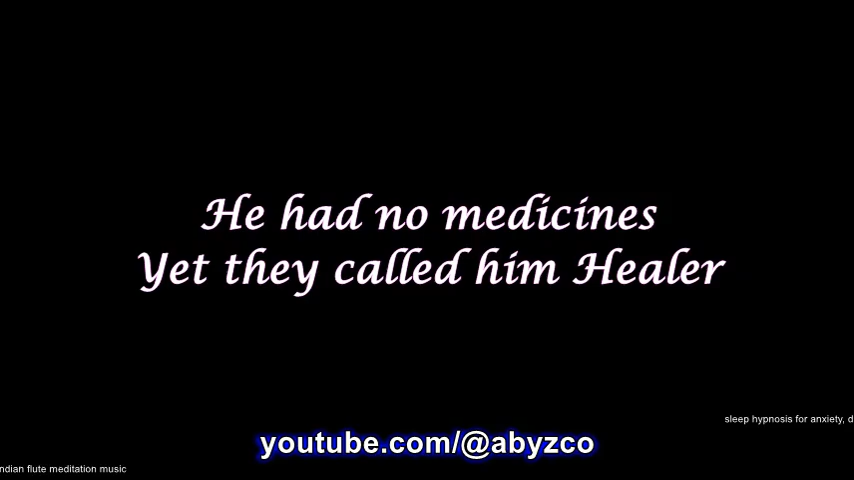 He had no medicines
Yet they called him Healer
sleep hypnosis for anxiety, d
youtube.com/@abyzco
ndian flute meditation music